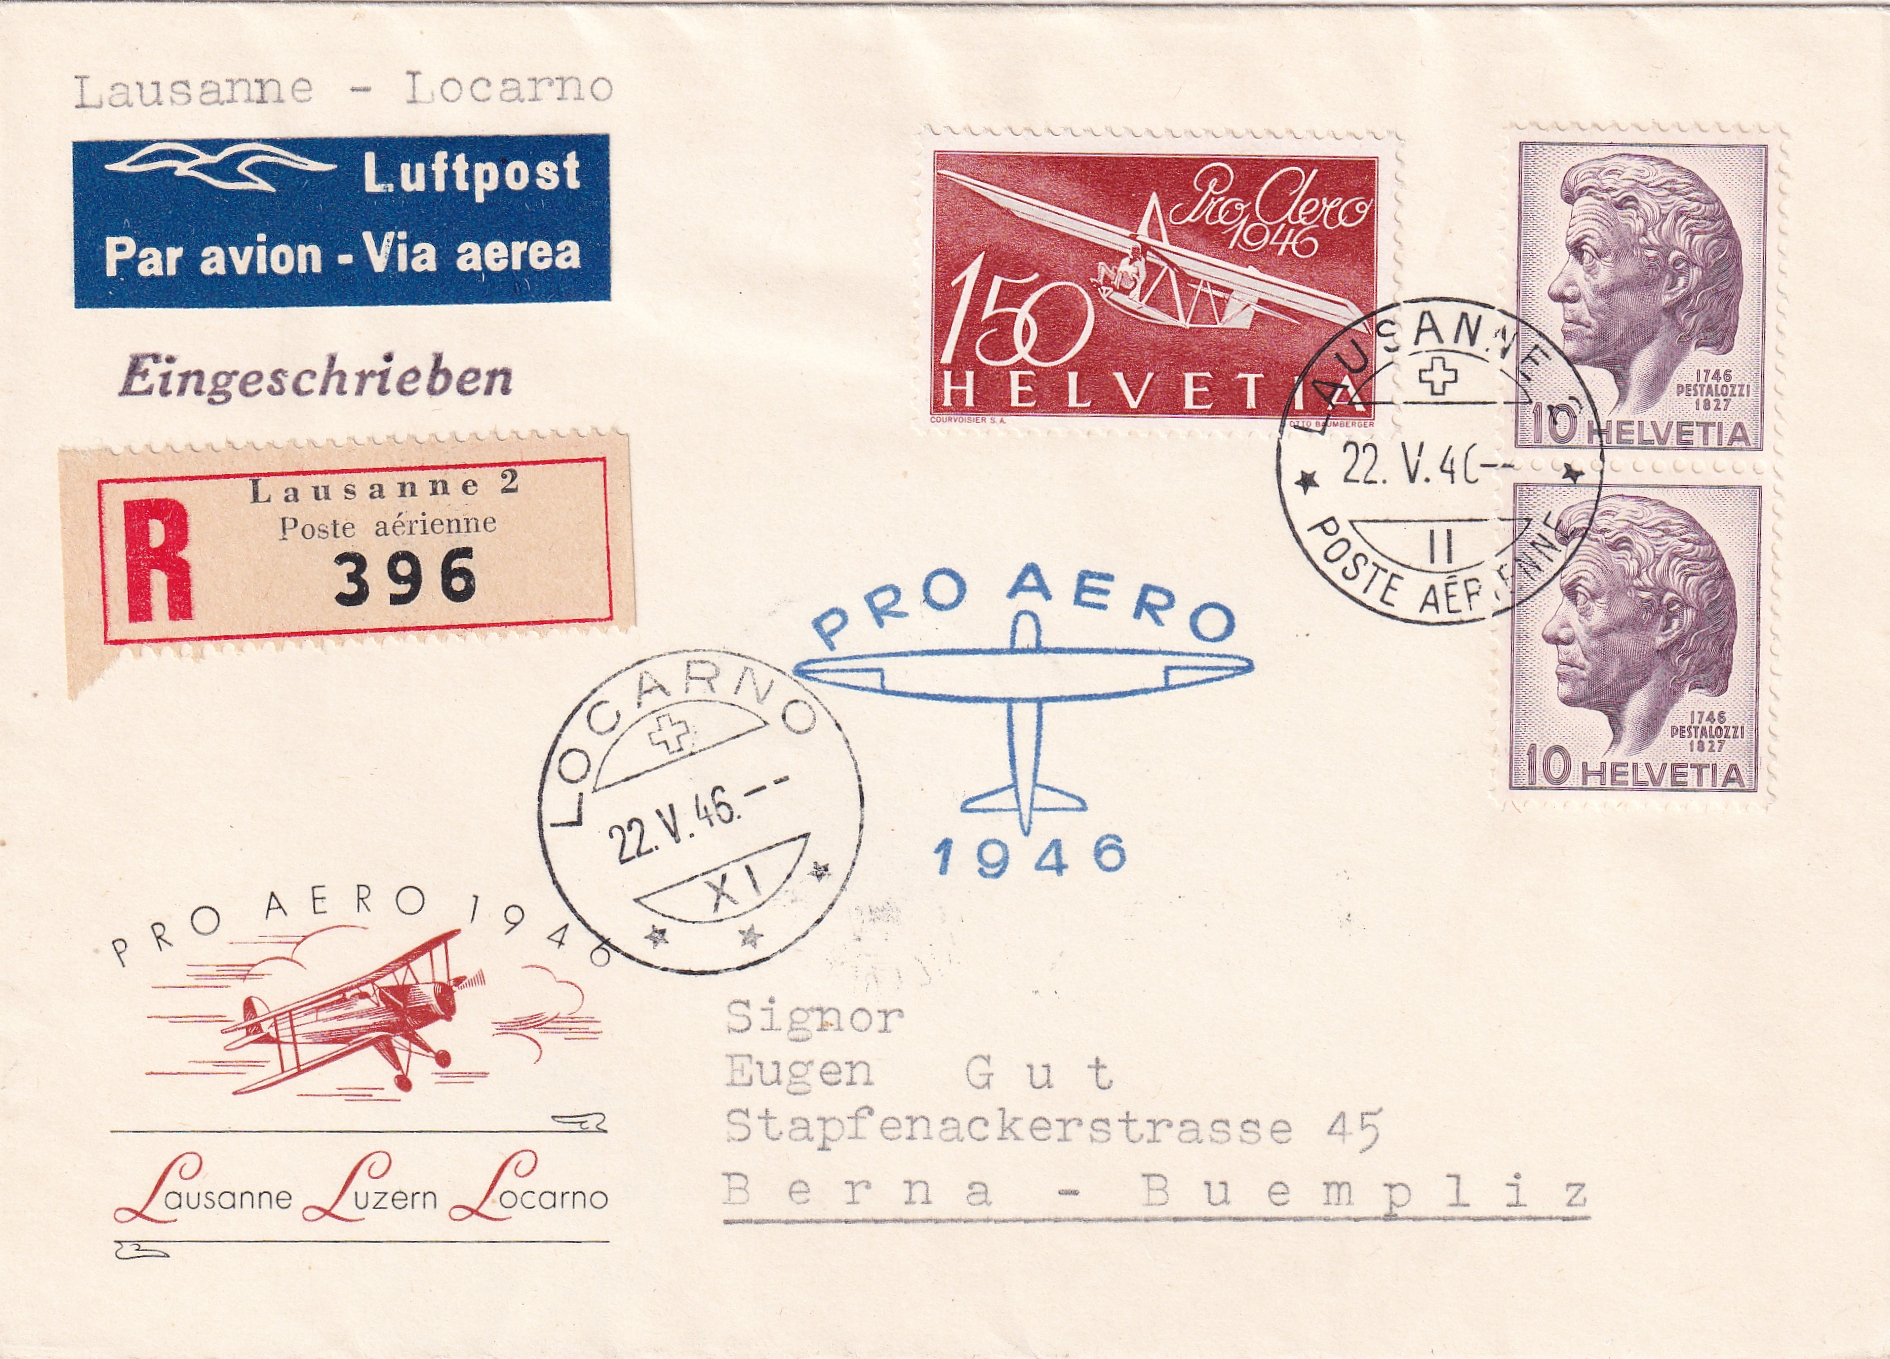 Lausanne - Locarno
Luftpost
Par avion - Via aerea
Eingeschrieben
R
Lausanne 2
Poste aérienne
396
Pro Aero
1946
150
HELVETIA
COURVOISIER S.A.
OTTO BAUMBERGER
1746
PESTALOZZI
1827
10 HELVETIA
1746
PESTALOZZI
1827
10 HELVETIA
LAUSANNE 2
22. V. 46--
II
POSTE AÉRIENNE
PRO AERO
1946
LOCARNO
22. V. 46.--
XI
PRO AERO 1946
Lausanne Luzern Locarno
Signor
Eugen Gut
Stapfenackerstrasse 45
Berna - Buempliz